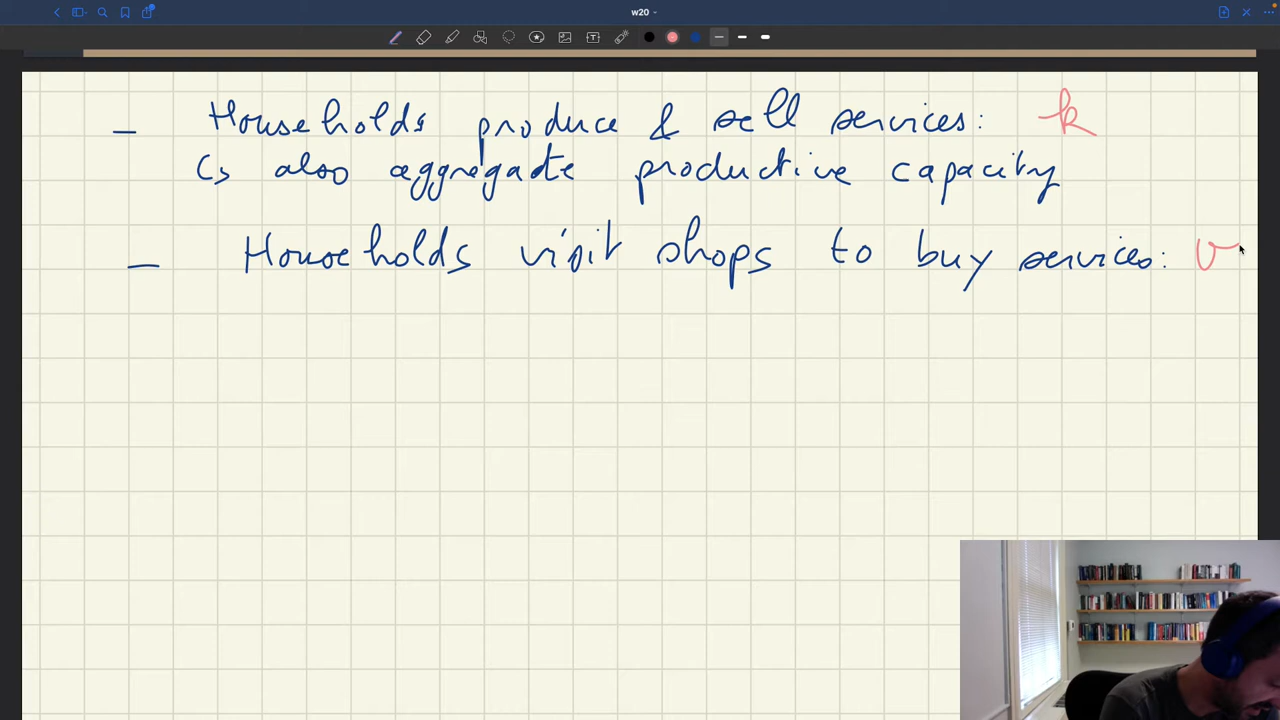 w20
- Households produce & sell services: k
↳ also aggregate productive capacity
- Households visit shops to buy services: v